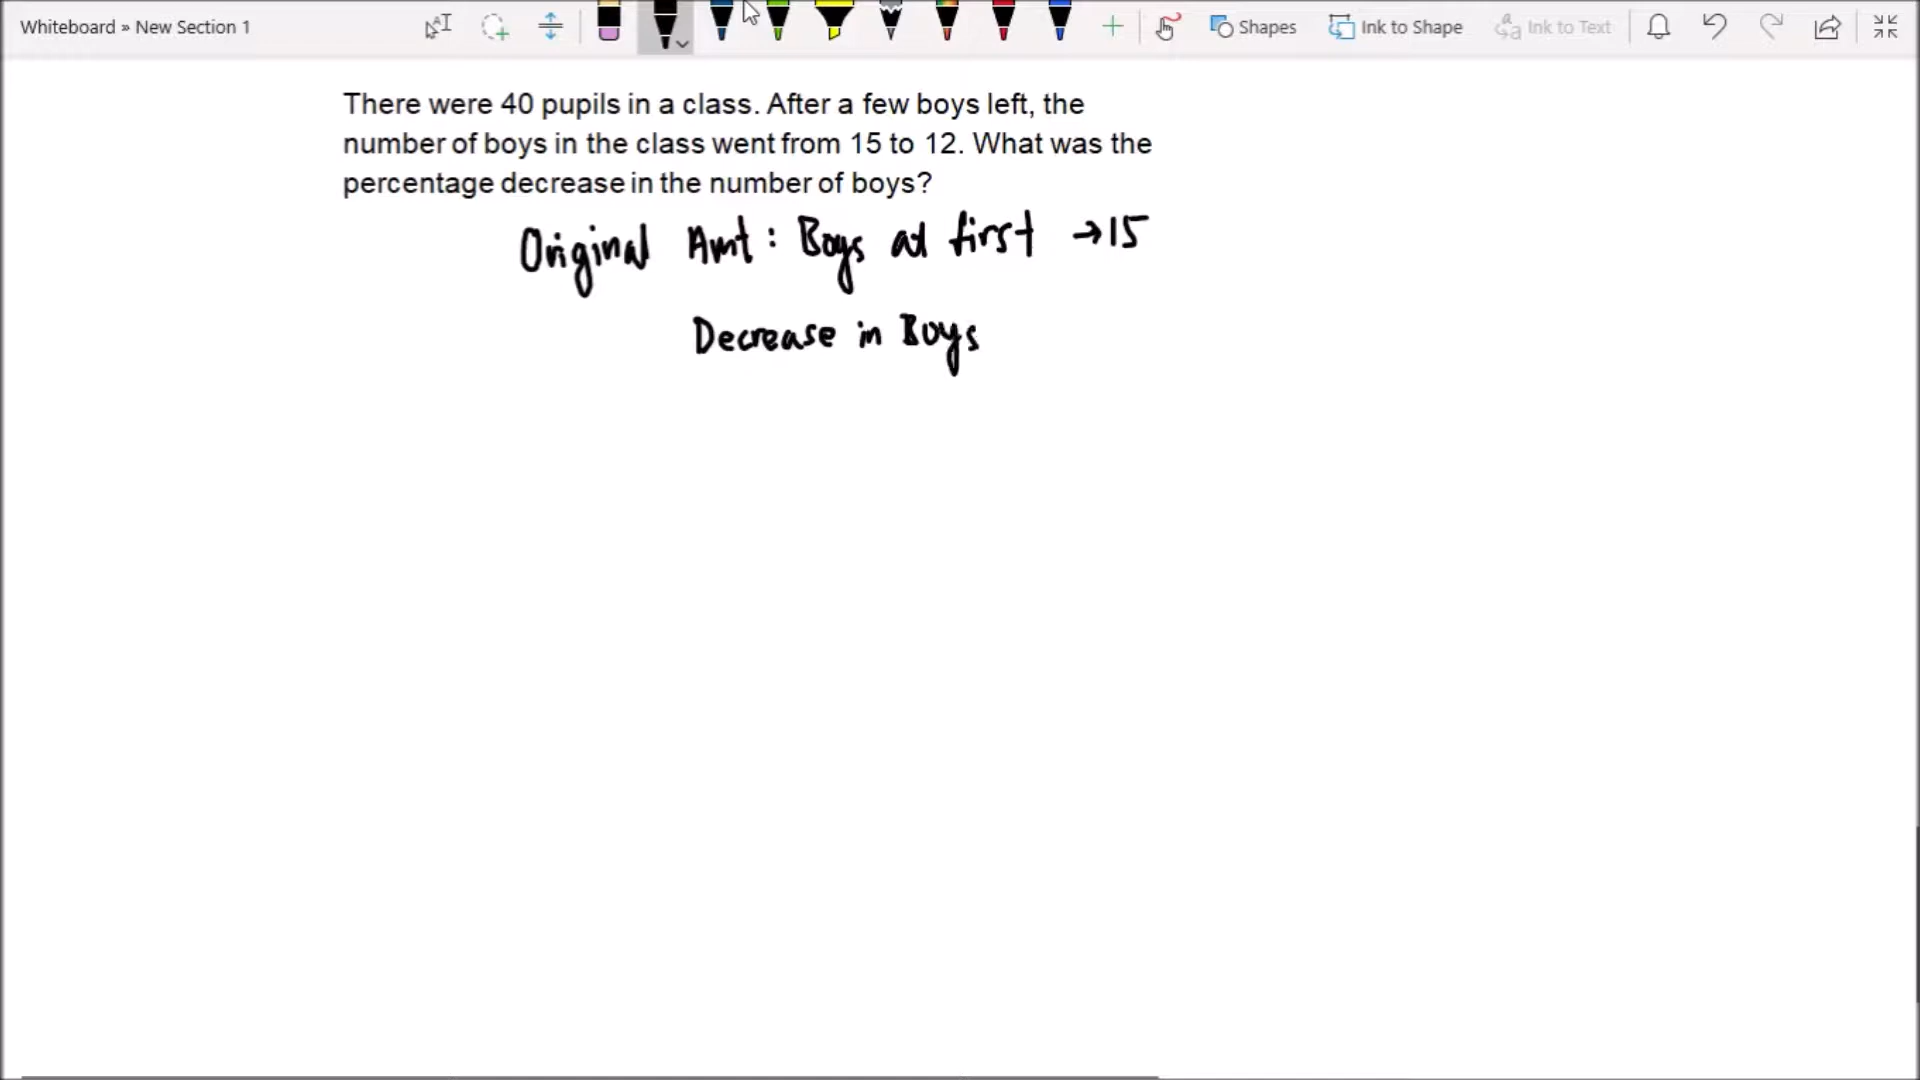 Whiteboard » New Section 1
Shapes
Ink to Shape
Ink to Text
There were 40 pupils in a class. After a few boys left, the
number of boys in the class went from 15 to 12. What was the
percentage decrease in the number of boys?
Original Amt : Boys at first → 15
Decrease in Boys